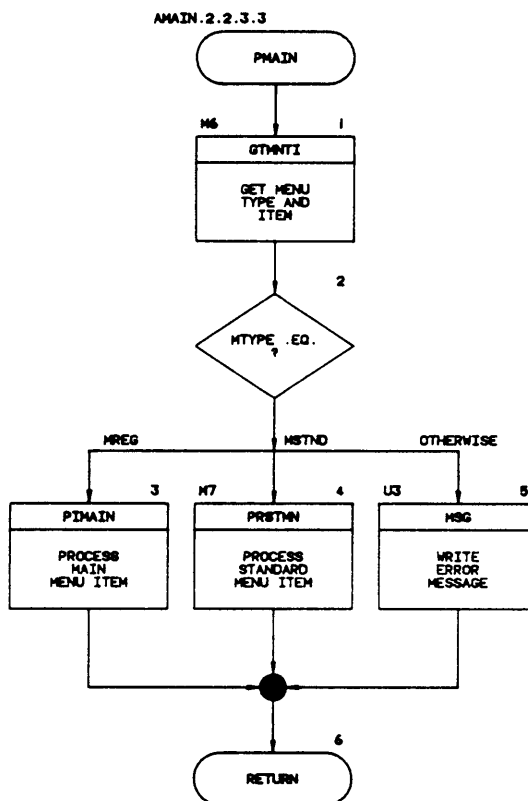 AMAIN.2.2.3.3
PMAIN
M6 1
GTMNTI
GET MENU
TYPE AND
ITEM
2
MTYPE .EQ.
?
MREG MSTND OTHERWISE
3 M7 4 U3 5
PIMAIN PRSTMN MSG
PROCESS PROCESS WRITE
MAIN STANDARD ERROR
MENU ITEM MENU ITEM MESSAGE
6
RETURN